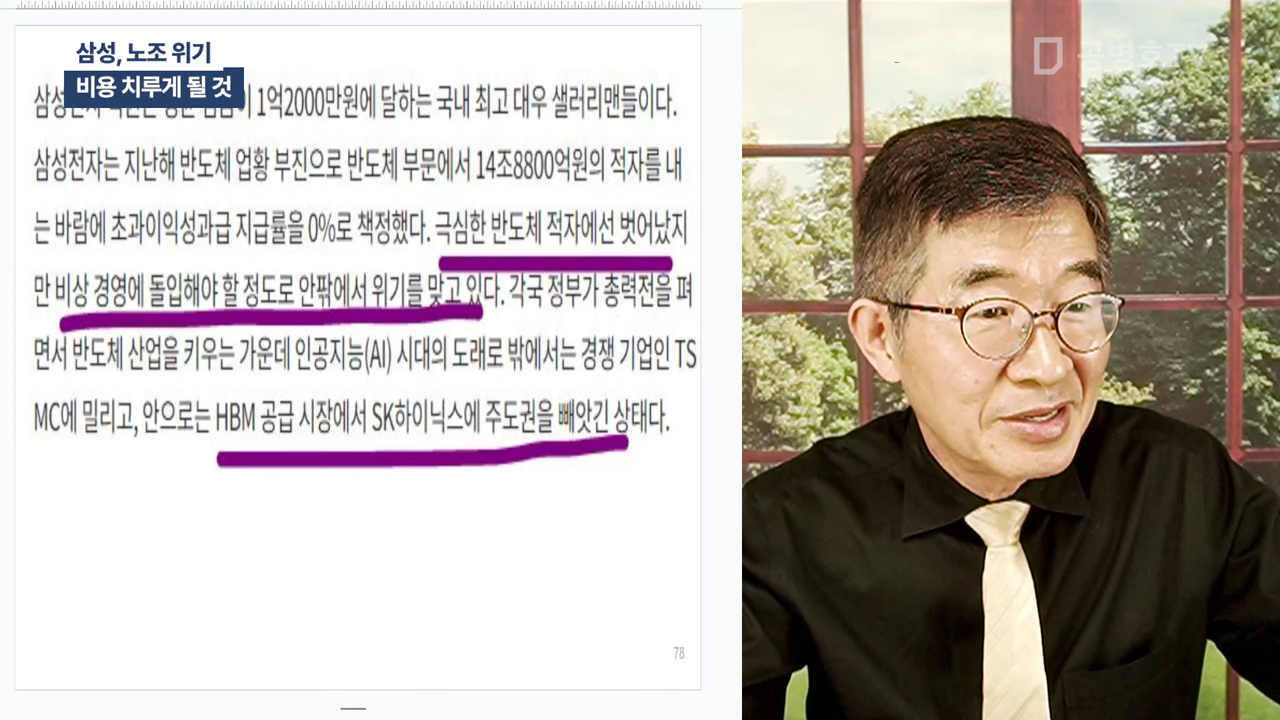 삼성, 노조 위기
비용 치루게 될 것
1억2000만원에 달하는 국내 최고 대우 샐러리맨들이다.
삼성전자는 지난해 반도체 업황 부진으로 반도체 부문에서 14조8800억원의 적자를 내
는 바람에 초과이익성과급 지급률을 0%로 책정했다. 극심한 반도체 적자에선 벗어났지
만 비상 경영에 돌입해야 할 정도로 안팎에서 위기를 맞고 있다. 각국 정부가 총력전을 펴
면서 반도체 산업을 키우는 가운데 인공지능(AI) 시대의 도래로 밖에서는 경쟁 기업인 TS
MC에 밀리고, 안으로는 HBM 공급 시장에서 SK하이닉스에 주도권을 빼앗긴 상태다.
78
공병호